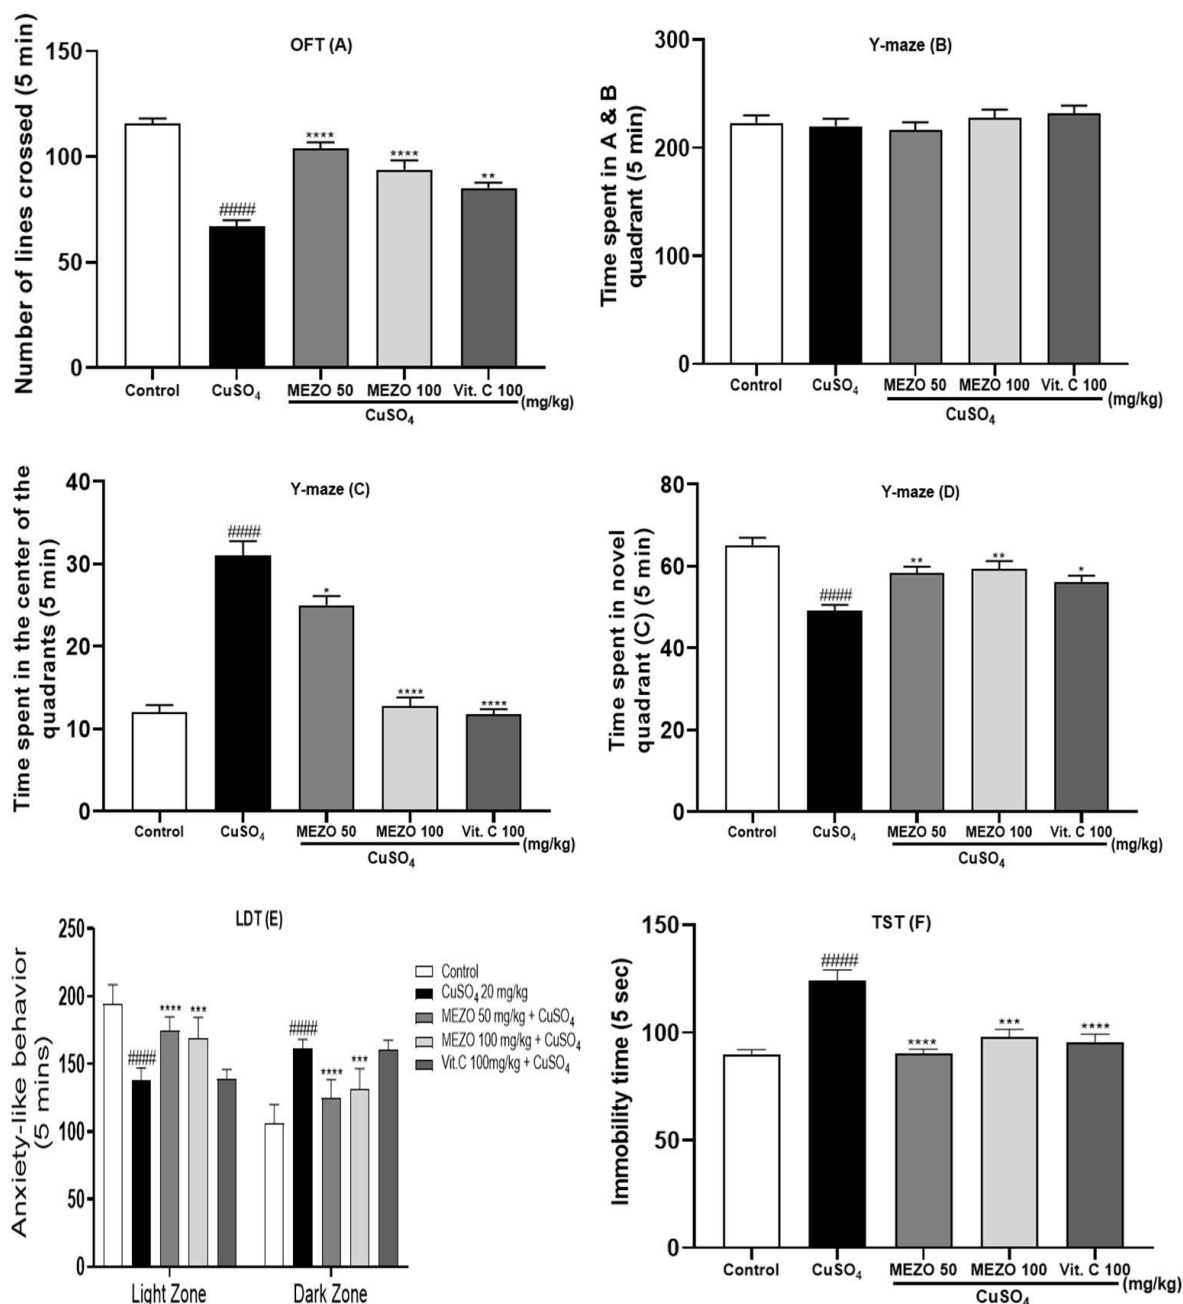 OFT (A)
Number of lines crossed (5 min)
150
100
50
0
####
****
****
**
Control
CuSO4
MEZO 50
MEZO 100
Vit. C 100
(mg/kg)
CuSO4
Y-maze (B)
Time spent in A & B
quadrant (5 min)
300
200
100
0
Control
CuSO4
MEZO 50
MEZO 100
Vit. C 100
(mg/kg)
CuSO4
Y-maze (C)
Time spent in the center of the
quadrants (5 min)
40
30
20
10
0
####
*
****
****
Control
CuSO4
MEZO 50
MEZO 100
Vit. C 100
(mg/kg)
CuSO4
Y-maze (D)
Time spent in novel
quadrant (C) (5 min)
80
60
40
20
0
####
**
**
*
Control
CuSO4
MEZO 50
MEZO 100
Vit. C 100
(mg/kg)
CuSO4
LDT (E)
Anxiety-like behavior
(5 mins)
250
200
150
100
50
0
####
****
***
####
****
***
Light Zone
Dark Zone
Control
CuSO4 20 mg/kg
MEZO 50 mg/kg + CuSO4
MEZO 100 mg/kg + CuSO4
Vit.C 100mg/kg + CuSO4
TST (F)
Immobility time (5 sec)
150
100
50
0
####
****
***
****
Control
CuSO4
MEZO 50
MEZO 100
Vit. C 100
(mg/kg)
CuSO4